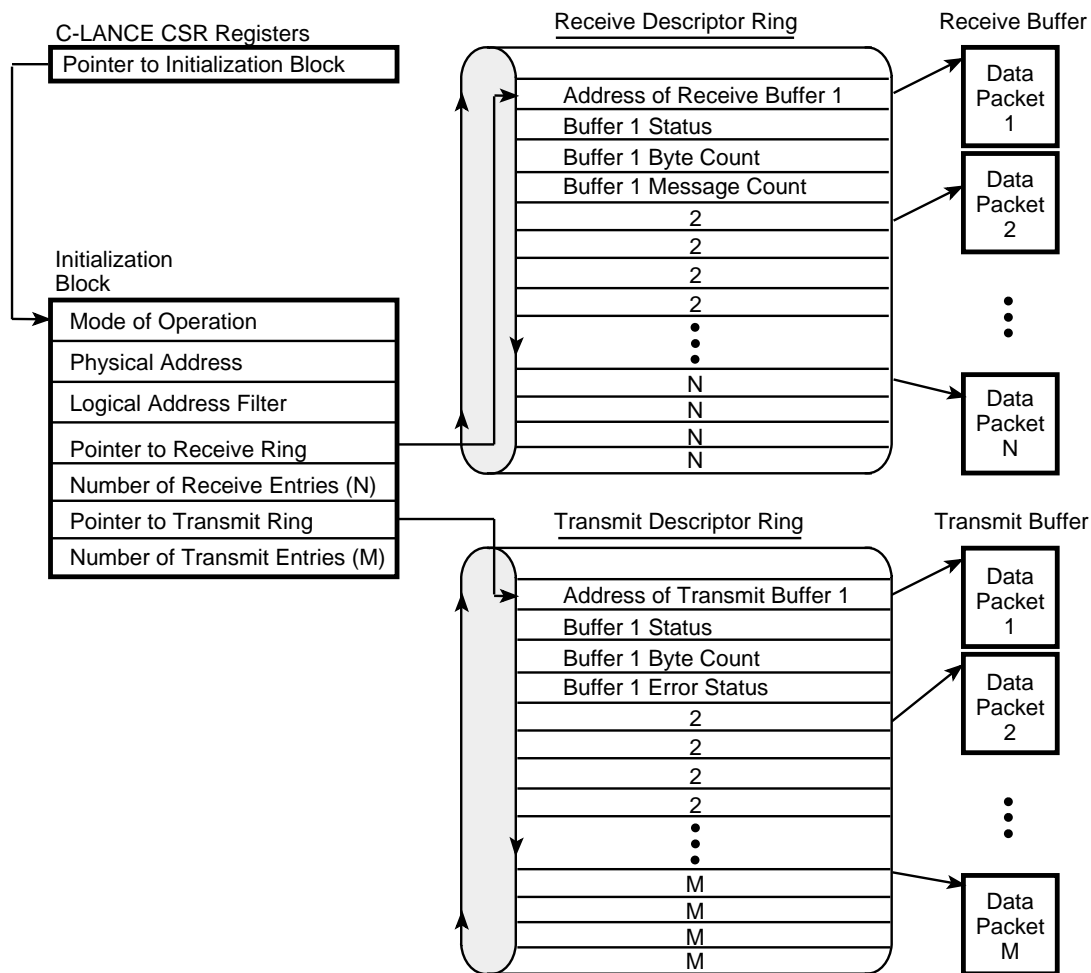 C-LANCE CSR Registers
Pointer to Initialization Block
Initialization
Block
Mode of Operation
Physical Address
Logical Address Filter
Pointer to Receive Ring
Number of Receive Entries (N)
Pointer to Transmit Ring
Number of Transmit Entries (M)
Receive Descriptor Ring
Address of Receive Buffer 1
Buffer 1 Status
Buffer 1 Byte Count
Buffer 1 Message Count
2
2
2
2
N
N
N
N
Receive Buffer
Data
Packet
1
Data
Packet
2
Data
Packet
N
Transmit Descriptor Ring
Address of Transmit Buffer 1
Buffer 1 Status
Buffer 1 Byte Count
Buffer 1 Error Status
2
2
2
2
M
M
M
M
Transmit Buffer
Data
Packet
1
Data
Packet
2
Data
Packet
M